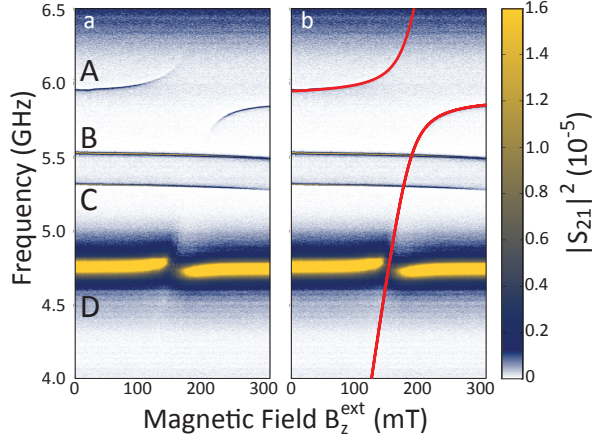 a
b
A
B
C
D
6.5
6.0
5.5
5.0
4.5
4.0
Frequency (GHz)
0
100
200
300
0
100
200
300
Magnetic Field B_z^ext (mT)
1.6
1.4
1.2
1.0
0.8
0.6
0.4
0.2
0
|S₂₁|² (10⁻⁵)